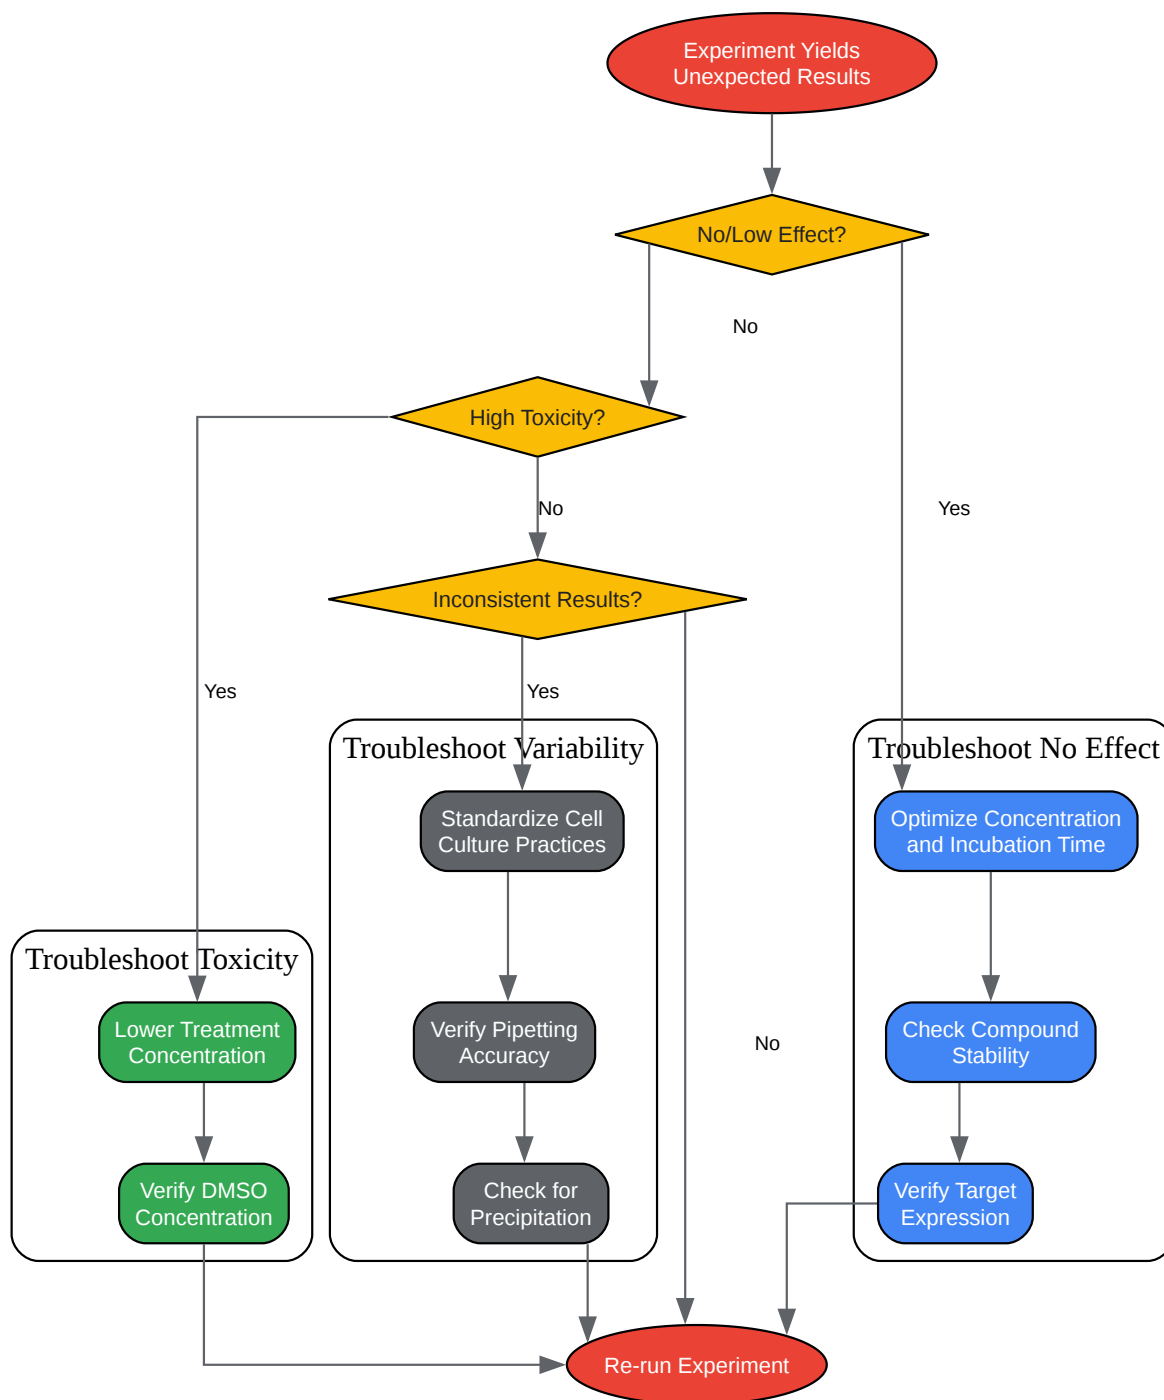 Experiment Yields
Unexpected Results
No/Low Effect?
No
High Toxicity?
No
Yes
Inconsistent Results?
Yes
Yes
Troubleshoot Variability
Troubleshoot No Effect
Standardize Cell
Culture Practices
Optimize Concentration
and Incubation Time
Troubleshoot Toxicity
Lower Treatment
Concentration
Verify Pipetting
Accuracy
No
Check Compound
Stability
Verify DMSO
Concentration
Check for
Precipitation
Verify Target
Expression
Re-run Experiment